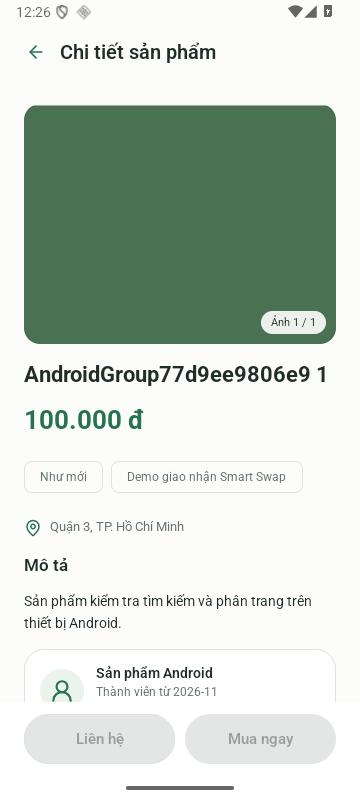 12:26
Chi tiết sản phẩm
Ảnh 1 / 1
AndroidGroup77d9ee9806e9 1
100.000 đ
Như mới
Demo giao nhận Smart Swap
Quận 3, TP. Hồ Chí Minh
Mô tả
Sản phẩm kiểm tra tìm kiếm và phân trang trên
thiết bị Android.
Sản phẩm Android
Thành viên từ 2026-11
Liên hệ
Mua ngay